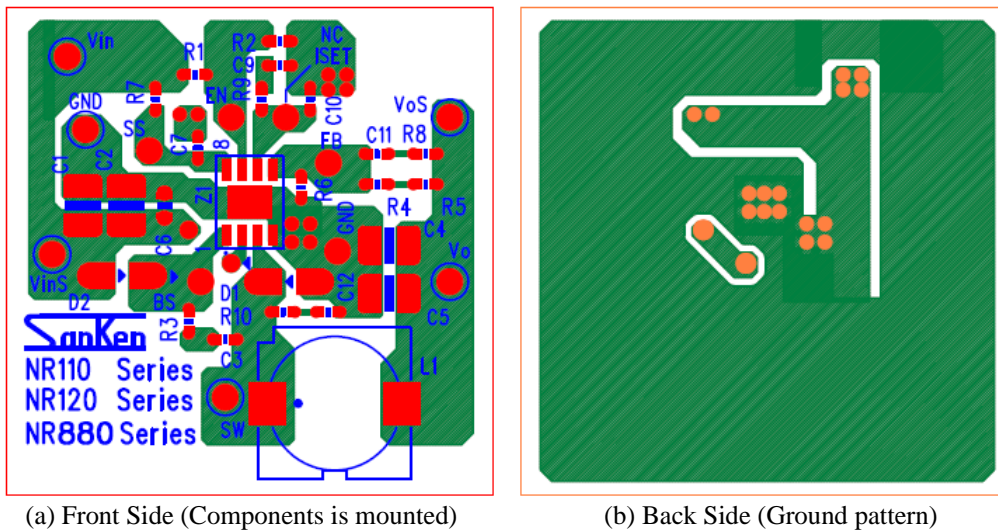 Vin
R1
R2
NC
ISET
C9
R7
EN
R9
C10
VoS
GND
SS
C7
8
FB
C11
R8
C1
C2
Z1
R6
C6
1
GND
R4
R5
C4
VinS
Vo
D2
BS
D1
C12
C5
R3
R10
C3
L1
SanKen
NR110 Series
NR120 Series
NR880 Series
SW
(a) Front Side (Components is mounted)
(b) Back Side (Ground pattern)